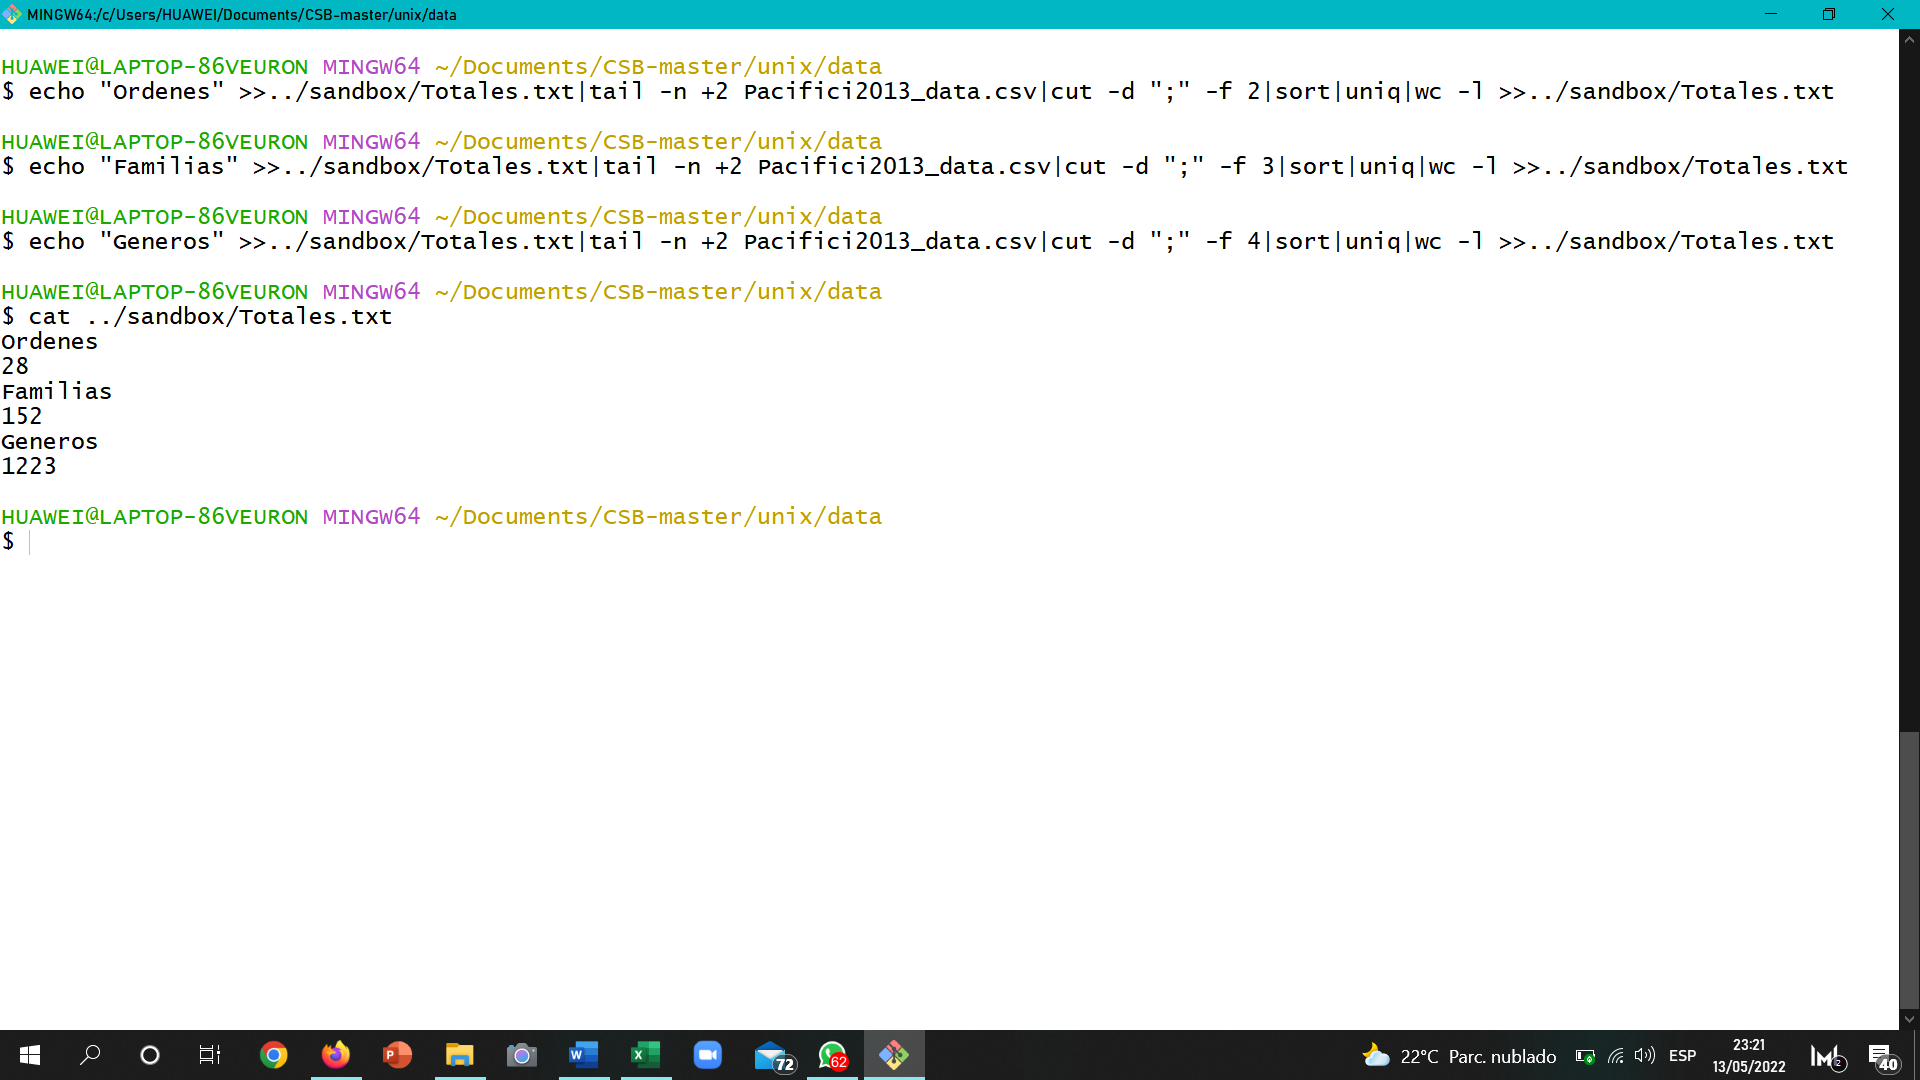 MINGW64:/c/Users/HUAWEI/Documents/CSB-master/unix/data
HUAWEI@LAPTOP-86VEURON MINGW64 ~/Documents/CSB-master/unix/data
$ echo "Ordenes" >>../sandbox/Totales.txt|tail -n +2 Pacifici2013_data.csv|cut -d ";" -f 2|sort|uniq|wc -l >>../sandbox/Totales.txt
HUAWEI@LAPTOP-86VEURON MINGW64 ~/Documents/CSB-master/unix/data
$ echo "Familias" >>../sandbox/Totales.txt|tail -n +2 Pacifici2013_data.csv|cut -d ";" -f 3|sort|uniq|wc -l >>../sandbox/Totales.txt
HUAWEI@LAPTOP-86VEURON MINGW64 ~/Documents/CSB-master/unix/data
$ echo "Generos" >>../sandbox/Totales.txt|tail -n +2 Pacifici2013_data.csv|cut -d ";" -f 4|sort|uniq|wc -l >>../sandbox/Totales.txt
HUAWEI@LAPTOP-86VEURON MINGW64 ~/Documents/CSB-master/unix/data
$ cat ../sandbox/Totales.txt
Ordenes
28
Familias
152
Generos
1223
HUAWEI@LAPTOP-86VEURON MINGW64 ~/Documents/CSB-master/unix/data
$
72
62
22°C Parc. nublado
ESP
23:21
13/05/2022
2
40